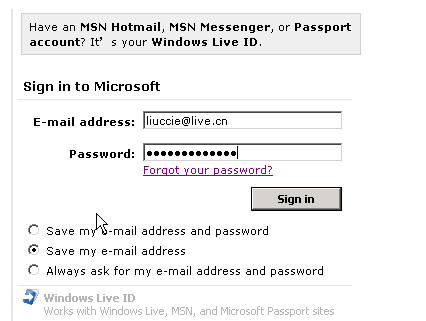 Have an MSN Hotmail, MSN Messenger, or Passport
account? It's your Windows Live ID.
Sign in to Microsoft
E-mail address: liuccie@live.cn
Password: ●●●●●●●●●●●●●
Forgot your password?
Sign in
Save my e-mail address and password
Save my e-mail address
Always ask for my e-mail address and password
Windows Live ID
Works with Windows Live, MSN, and Microsoft Passport sites